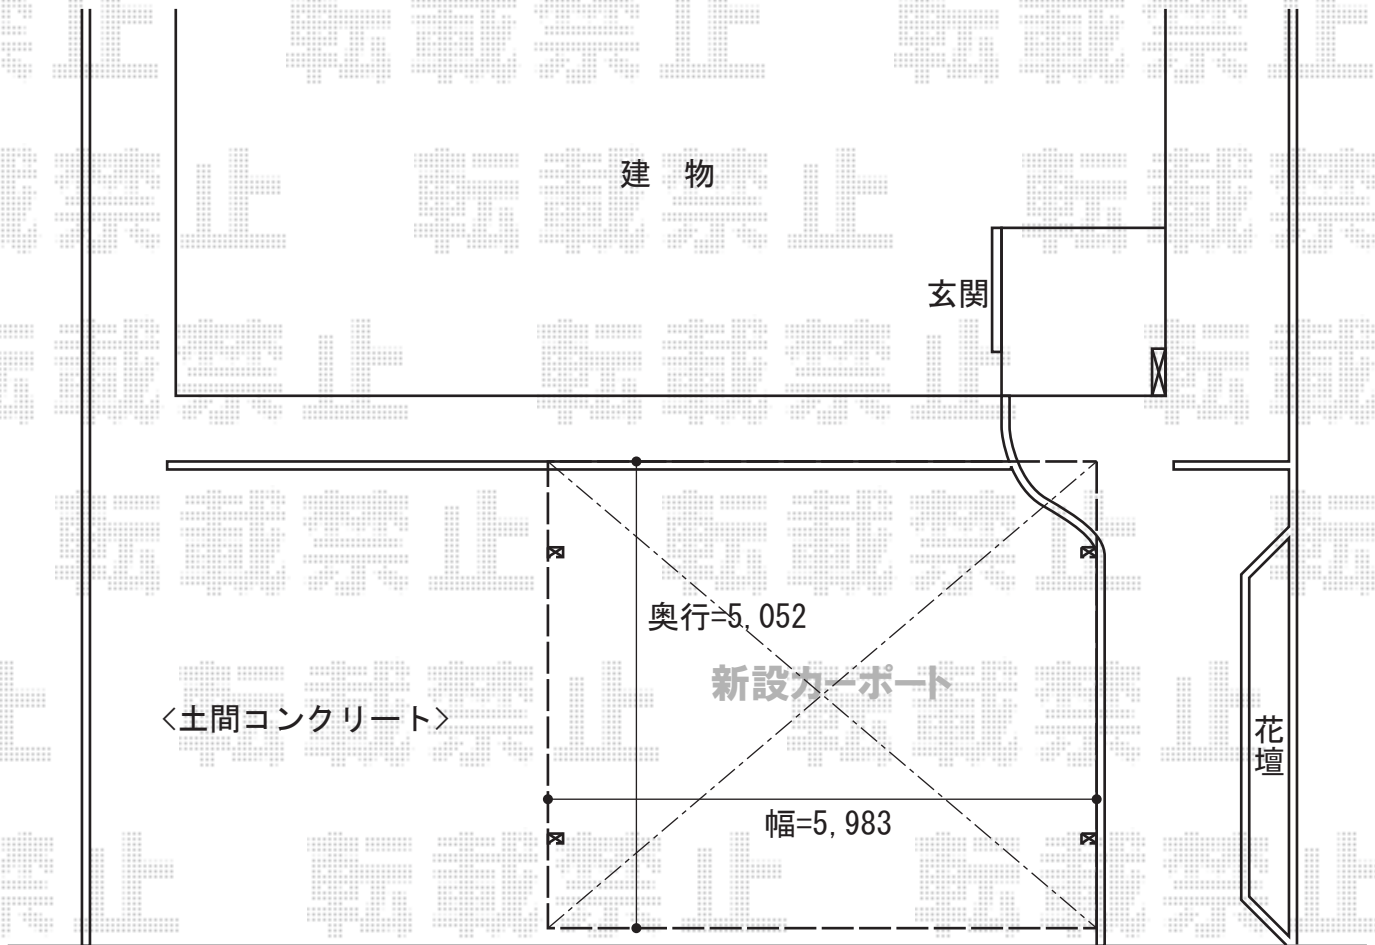 転載禁止
建　物
玄関
奥行=5,052
新設カーポート
<土間コンクリート>
花壇
幅=5,983